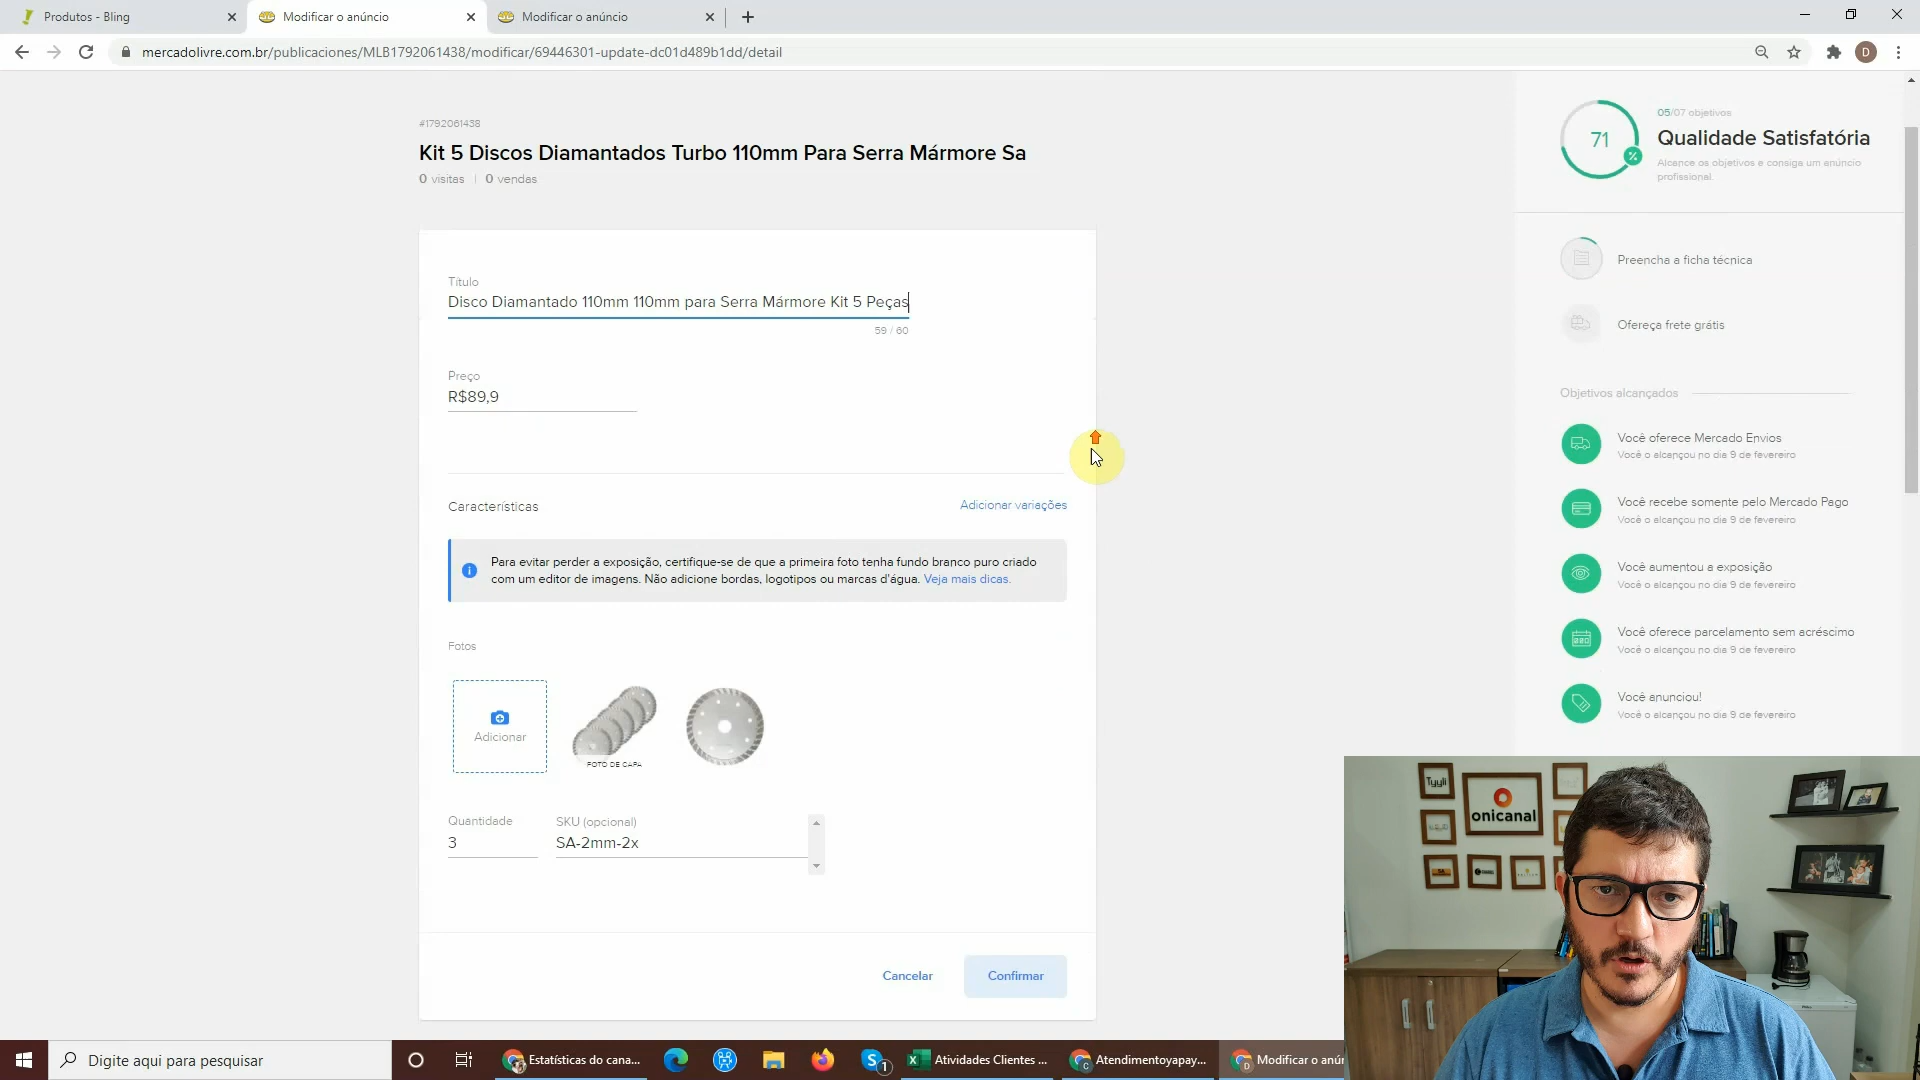 Produtos - Bling
Modificar o anúncio
Modificar o anúncio
mercadolivre.com.br/publicaciones/MLB1792061438/modificar/69446301-update-dc01d489b1dd/detail
D
#1792061438
Kit 5 Discos Diamantados Turbo 110mm Para Serra Mármore Sa
0 visitas | 0 vendas
Título
Disco Diamantado 110mm 110mm para Serra Mármore Kit 5 Peças
59 / 60
Preço
R$89,9
Características
Adicionar variações
Para evitar perder a exposição, certifique-se de que a primeira foto tenha fundo branco puro criado
com um editor de imagens. Não adicione bordas, logotipos ou marcas d'água. Veja mais dicas.
Fotos
Adicionar
FOTO DE CAPA
Quantidade
3
SKU (opcional)
SA-2mm-2x
Cancelar
Confirmar
71
05/07 objetivos
Qualidade Satisfatória
Alcance os objetivos e consiga um anúncio
profissional.
Preencha a ficha técnica
Ofereça frete grátis
Objetivos alcançados
Você oferece Mercado Envios
Você o alcançou no dia 9 de fevereiro
Você recebe somente pelo Mercado Pago
Você o alcançou no dia 9 de fevereiro
Você aumentou a exposição
Você o alcançou no dia 9 de fevereiro
Você oferece parcelamento sem acréscimo
Você o alcançou no dia 9 de fevereiro
Você anunciou!
Você o alcançou no dia 9 de fevereiro
Tyyli
onicanal
Digite aqui para pesquisar
Estatísticas do cana...
1
Atividades Clientes ...
Atendimentoyapay...
Modificar o anún